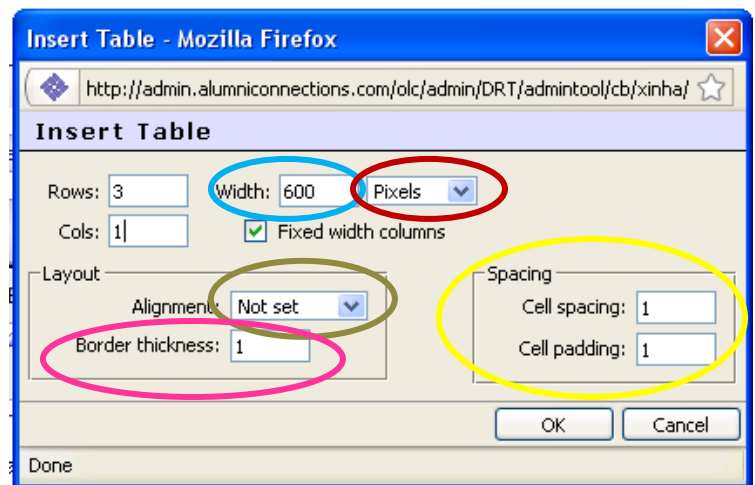 Insert Table - Mozilla Firefox
http://admin.alumniconnections.com/olc/admin/DRT/admintool/cb/xinha/
Insert Table
Rows: 3 Width: 600 Pixels
Cols: 1 Fixed width columns
Layout Spacing
Alignment: Not set Cell spacing: 1
Border thickness: 1 Cell padding: 1
OK Cancel
Done